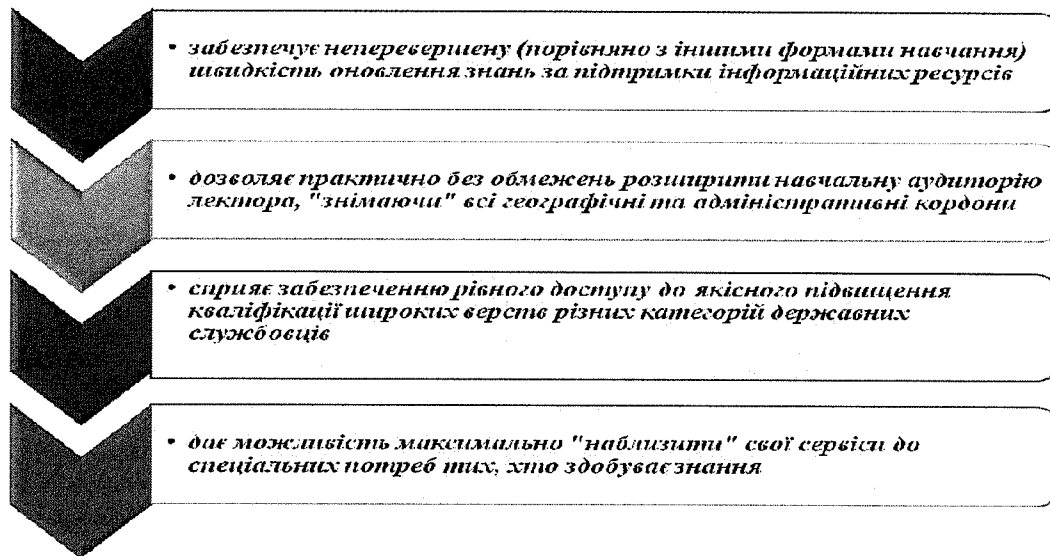 • забезпечує неперевершену (порівняно з іншими формами навчання)
швидкість оновлення знань за підтримки інформаційних ресурсів
• дозволяє практично без обмежень розширити навчальну аудиторію
лектора, "знімаючи" всі географічні та адміністративні кордони
• сприяє забезпеченню рівного доступу до якісного підвищення
кваліфікації широких верств різних категорій державних
службовців
• дає можливість максимально "наблизити" свої сервіси до
спеціальних потреб тих, хто здобуває знання